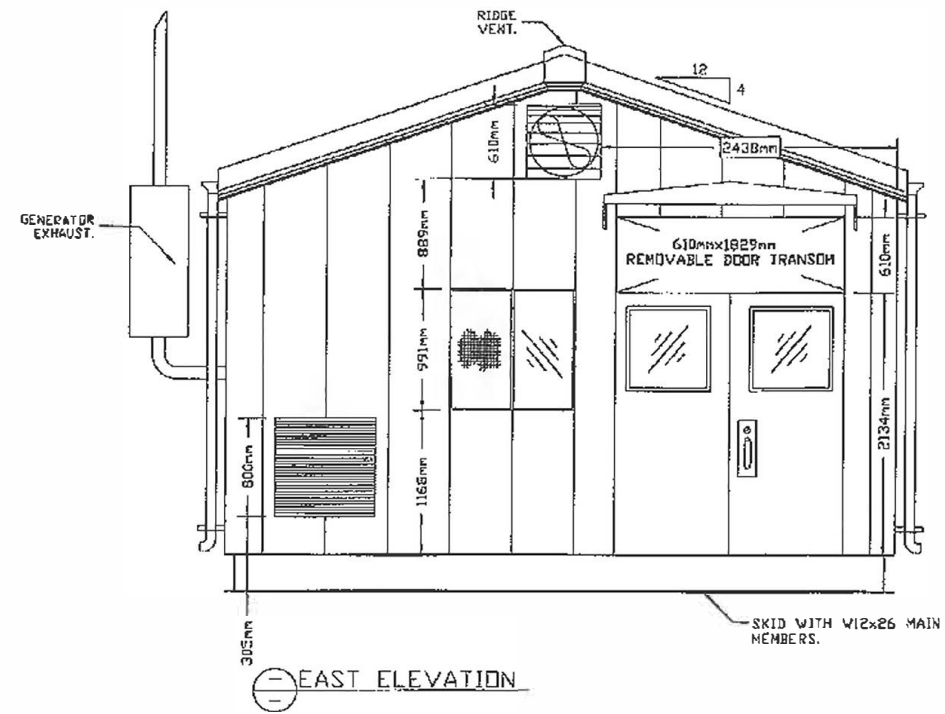 RIDGE
VENT.
12
4
610mm
2438mm
GENERATOR
EXHAUST.
889mm
610mmx1829mm
REMOVABLE DOOR TRANSOM
610mm
991mm
2134mm
800mm
1168mm
305mm
SKID WITH W12x26 MAIN
MEMBERS.
EAST ELEVATION